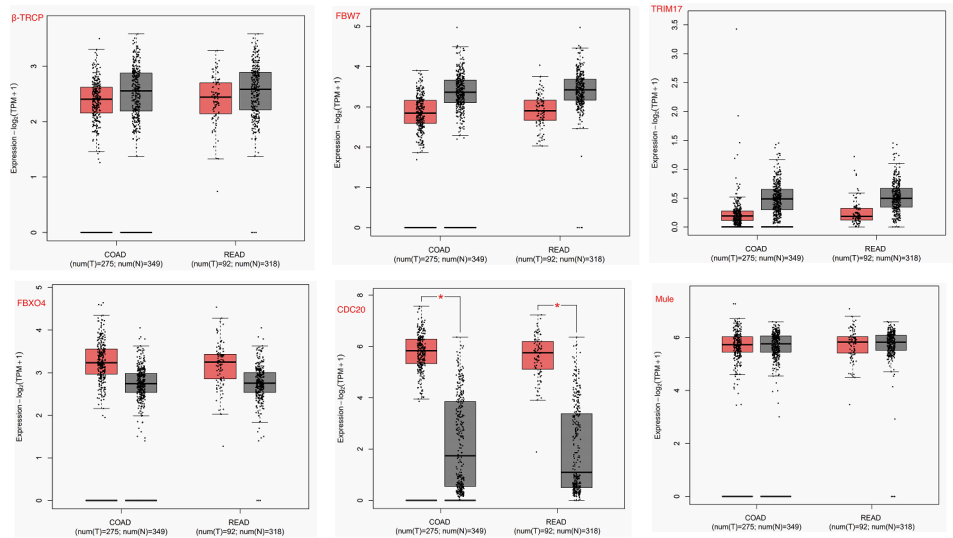 β-TRCP
Expression – log₂(TPM + 1)
3
2
1
0
COAD
(num(T)=275; num(N)=349)
READ
(num(T)=92; num(N)=318)
FBW7
Expression – log₂(TPM + 1)
5
4
3
2
1
0
COAD
(num(T)=275; num(N)=349)
READ
(num(T)=92; num(N)=318)
TRIM17
Expression – log₂(TPM + 1)
3.5
3.0
2.5
2.0
1.5
1.0
0.5
0.0
COAD
(num(T)=275; num(N)=349)
READ
(num(T)=92; num(N)=318)
FBXO4
Expression – log₂(TPM + 1)
5
4
3
2
1
0
COAD
(num(T)=275; num(N)=349)
READ
(num(T)=92; num(N)=318)
CDC20
Expression – log₂(TPM + 1)
8
6
4
2
0
*
*
COAD
(num(T)=275; num(N)=349)
READ
(num(T)=92; num(N)=318)
Mule
Expression – log₂(TPM + 1)
6
4
2
0
COAD
(num(T)=275; num(N)=349)
READ
(num(T)=92; num(N)=318)